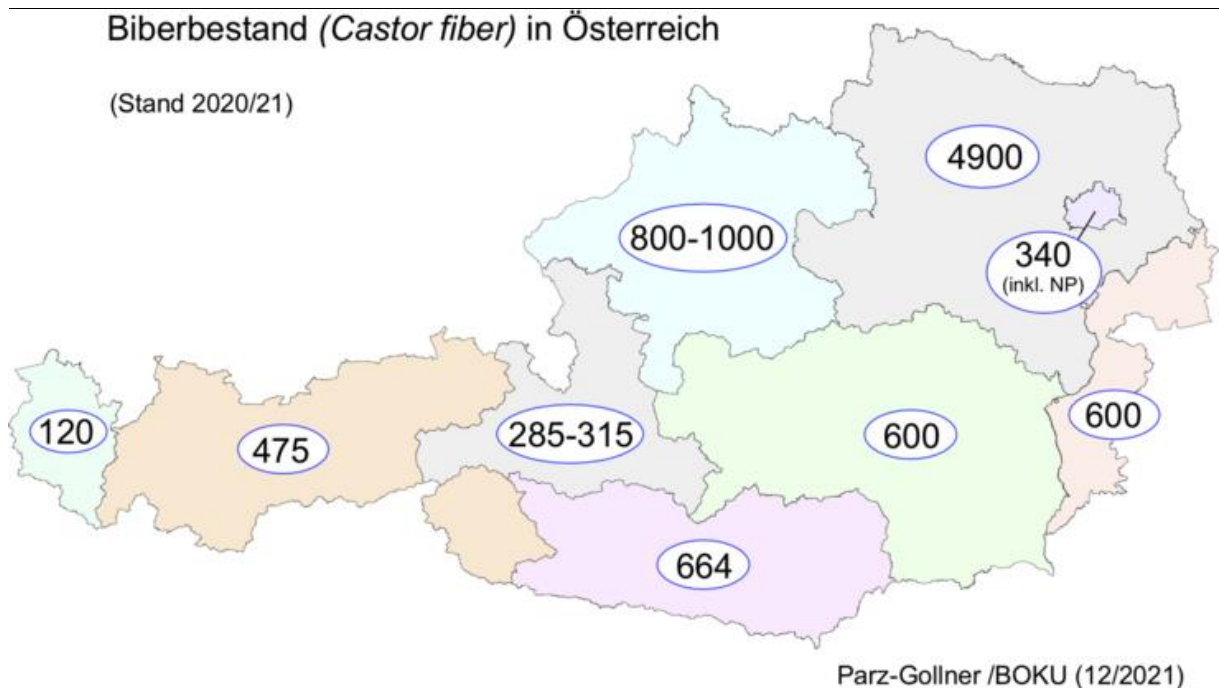 Biberbestand (Castor fiber) in Österreich
(Stand 2020/21)
4900
800-1000
340
(inkl. NP)
120
475
285-315
600
600
664
Parz-Gollner /BOKU (12/2021)